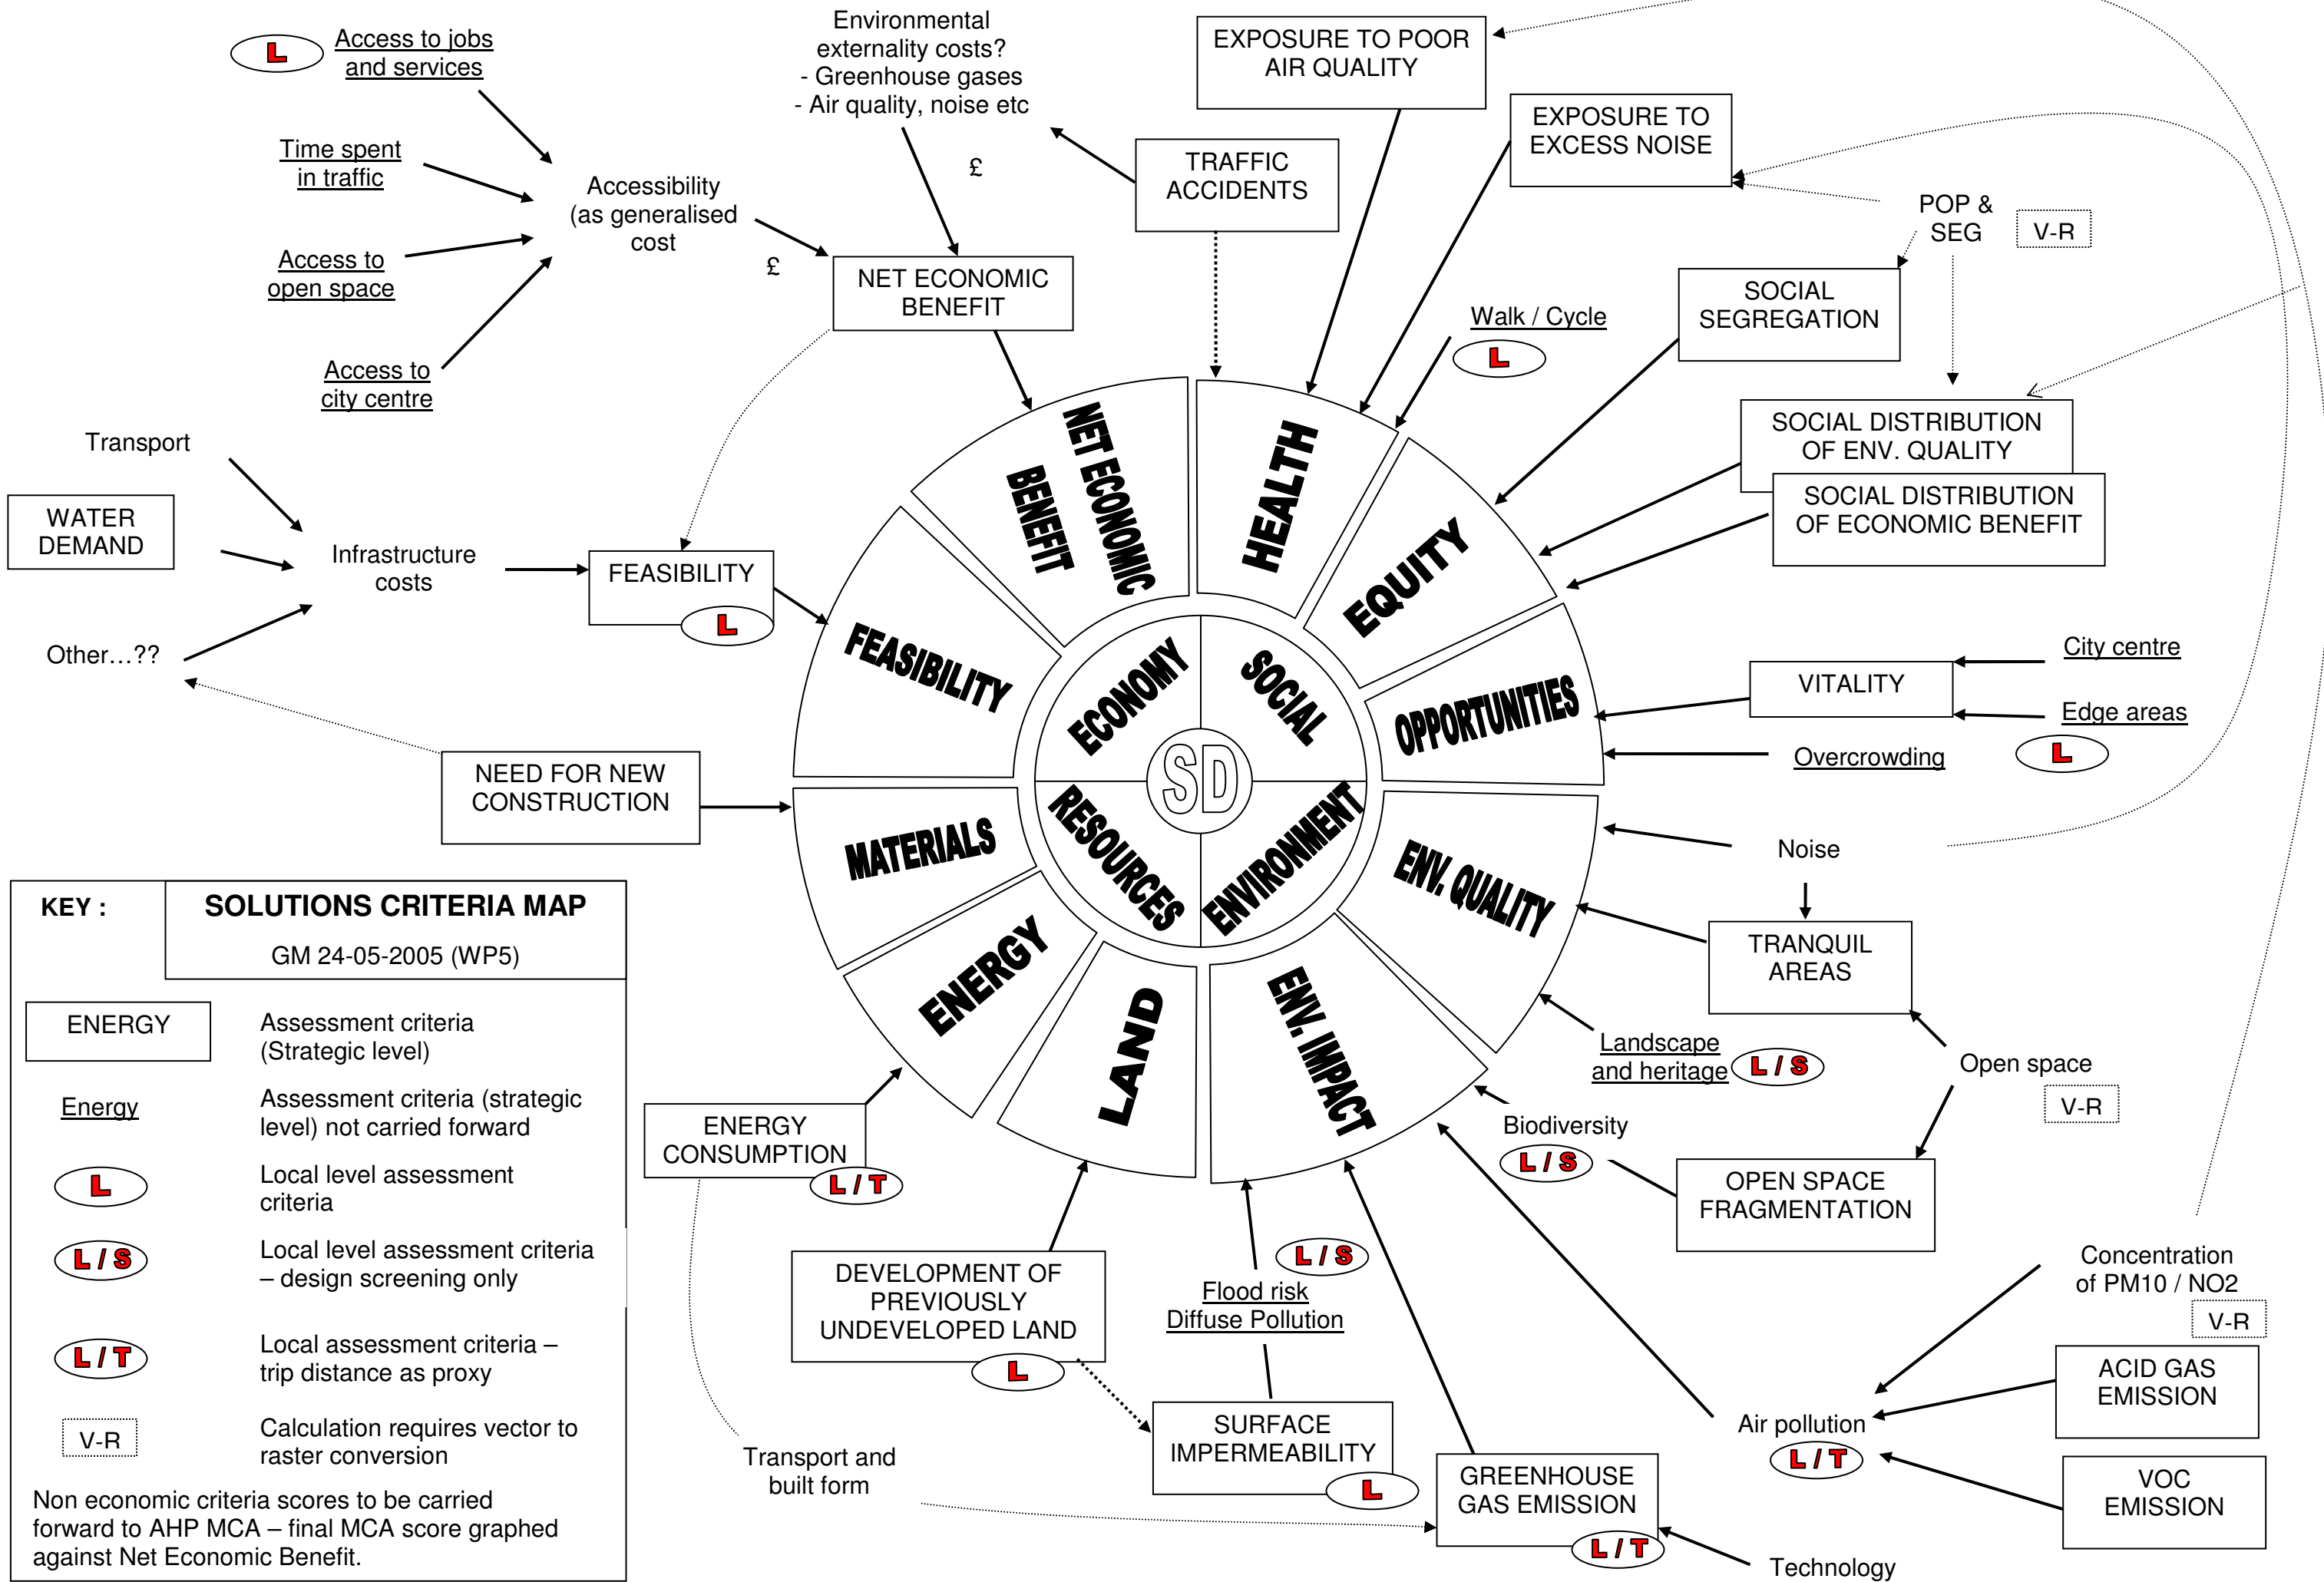 L
Access to jobs
and services
Time spent
in traffic
Access to
open space
Access to
city centre
Accessibility
(as generalised
cost
£
Environmental
externality costs?
- Greenhouse gases
- Air quality, noise etc
£
NET ECONOMIC
BENEFIT
TRAFFIC
ACCIDENTS
EXPOSURE TO POOR
AIR QUALITY
EXPOSURE TO
EXCESS NOISE
POP &
SEG
V-R
SOCIAL
SEGREGATION
Walk / Cycle
L
SOCIAL DISTRIBUTION
OF ENV. QUALITY
SOCIAL DISTRIBUTION
OF ECONOMIC BENEFIT
Transport
WATER
DEMAND
Other…??
Infrastructure
costs
FEASIBILITY
L
NEED FOR NEW
CONSTRUCTION
NET ECONOMIC
BENEFIT
HEALTH
EQUITY
OPPORTUNITIES
ENV. QUALITY
ENV. IMPACT
LAND
ENERGY
MATERIALS
FEASIBILITY
ECONOMY
SOCIAL
ENVIRONMENT
RESOURCES
SD
VITALITY
City centre
Edge areas
L
Overcrowding
Noise
TRANQUIL
AREAS
Landscape
and heritage
L / S
Open space
V-R
Biodiversity
L / S
OPEN SPACE
FRAGMENTATION
Concentration
of PM10 / NO2
V-R
ACID GAS
EMISSION
VOC
EMISSION
Air pollution
L / T
Technology
GREENHOUSE
GAS EMISSION
L / T
L / S
Flood risk
Diffuse Pollution
SURFACE
IMPERMEABILITY
L
DEVELOPMENT OF
PREVIOUSLY
UNDEVELOPED LAND
L
ENERGY
CONSUMPTION
L / T
Transport and
built form
KEY :
SOLUTIONS CRITERIA MAP
GM 24-05-2005 (WP5)
ENERGY
Assessment criteria
(Strategic level)
Energy
Assessment criteria (strategic
level) not carried forward
L
Local level assessment
criteria
L / S
Local level assessment criteria
– design screening only
L / T
Local assessment criteria –
trip distance as proxy
V-R
Calculation requires vector to
raster conversion
Non economic criteria scores to be carried
forward to AHP MCA – final MCA score graphed
against Net Economic Benefit.